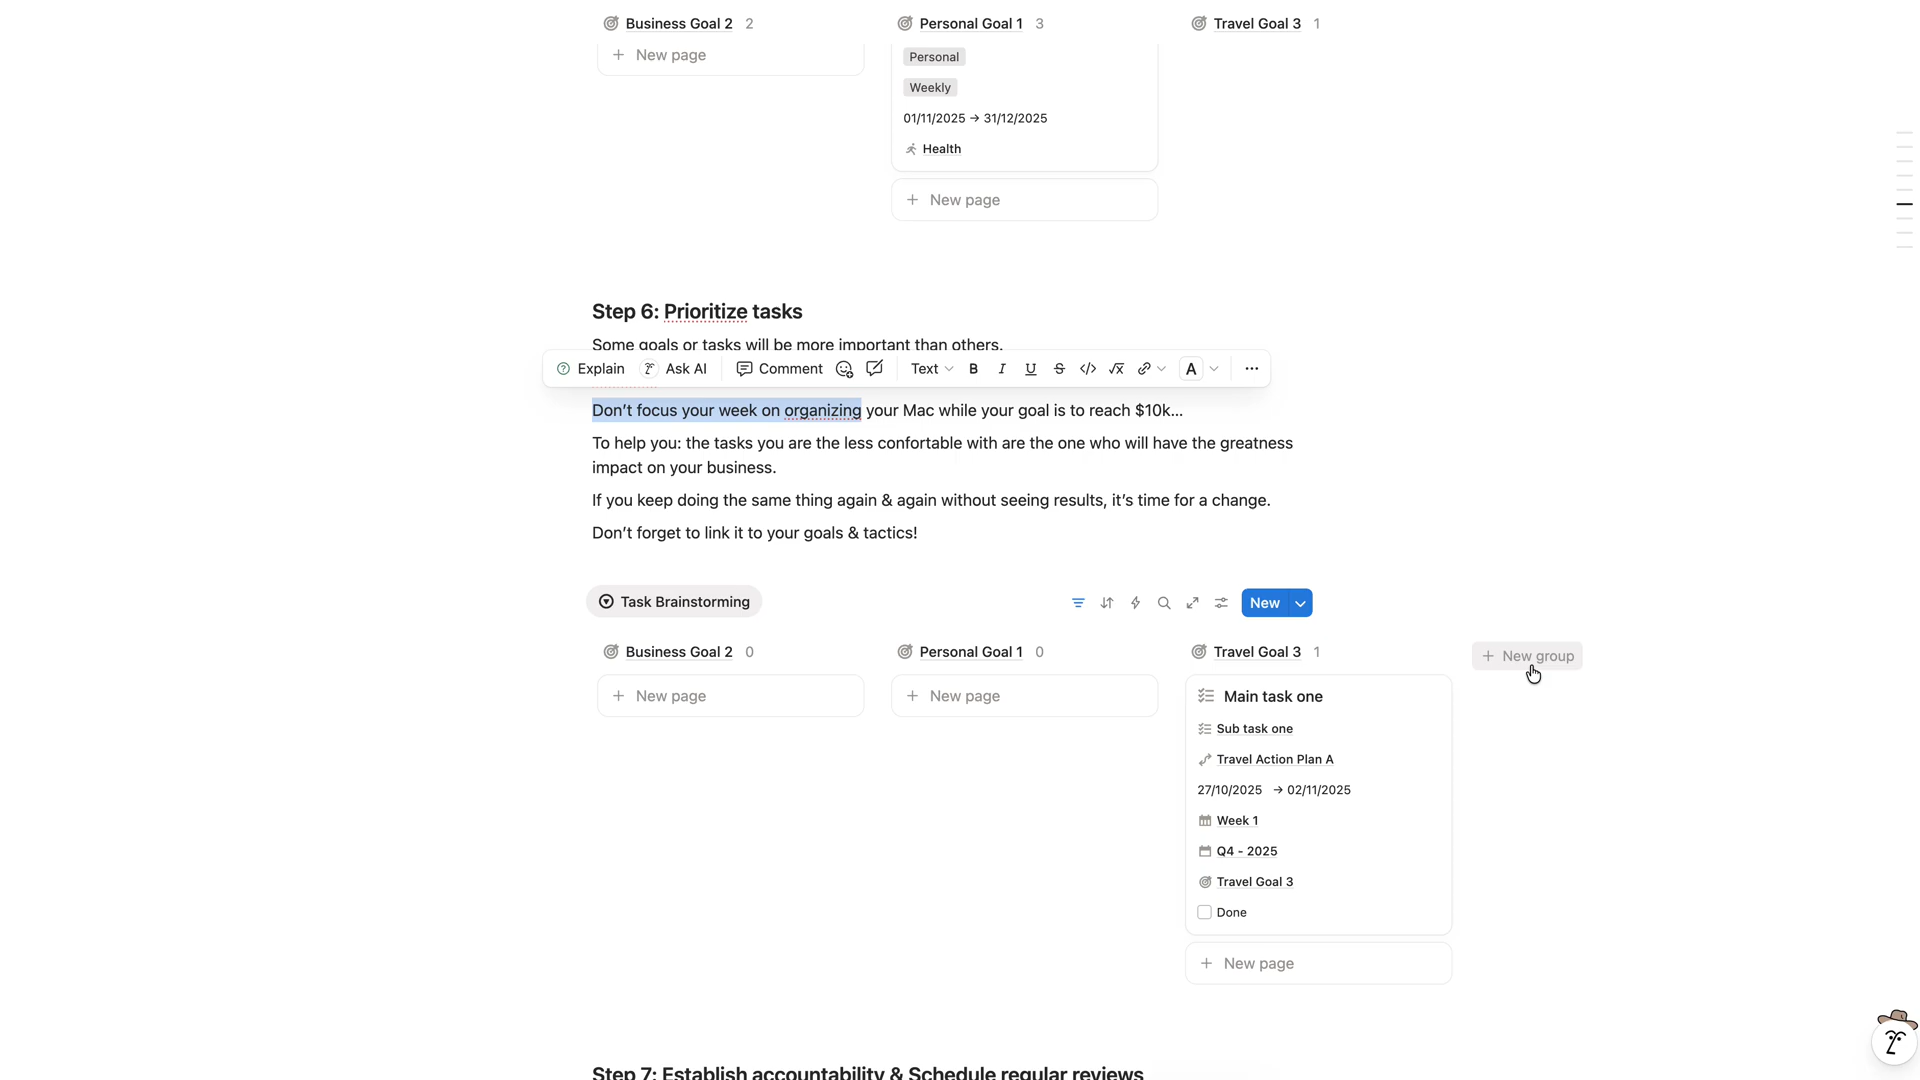 Business Goal 2 2
Personal Goal 1 3
Travel Goal 3 1
+ New page
Personal
Weekly
01/11/2025 → 31/12/2025
Health
+ New page
Step 6: Prioritize tasks
Some goals or tasks will be more important than others.
Explain Ask AI Comment Text B I U S </> √x A ...
Don’t focus your week on organizing your Mac while your goal is to reach $10k…
To help you: the tasks you are the less confortable with are the one who will have the greatness
impact on your business.
If you keep doing the same thing again & again without seeing results, it’s time for a change.
Don’t forget to link it to your goals & tactics!
Task Brainstorming
New
Business Goal 2 0
Personal Goal 1 0
Travel Goal 3 1
+ New group
+ New page
+ New page
Main task one
Sub task one
Travel Action Plan A
27/10/2025 → 02/11/2025
Week 1
Q4 - 2025
Travel Goal 3
Done
+ New page
Step 7: Establish accountability & Schedule regular reviews